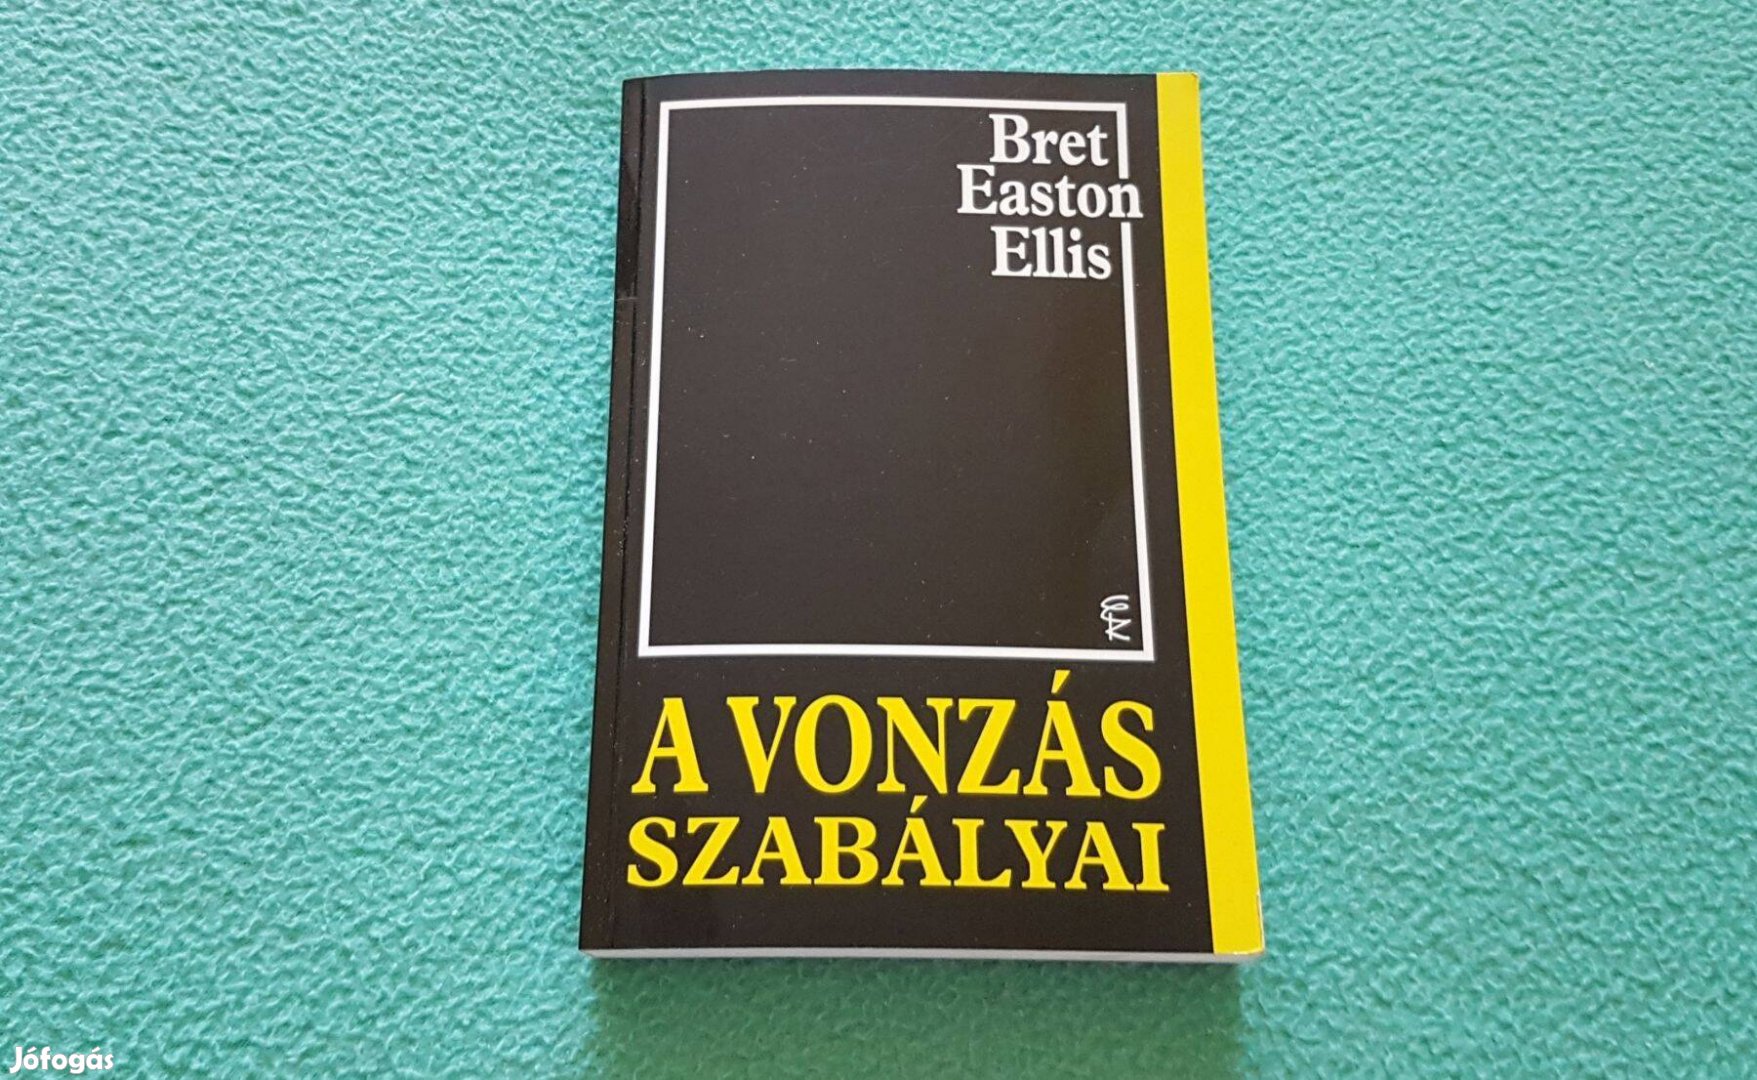 Bret
Easton
Ellis
A VONZÁS
SZABÁLYAI
Jófogás